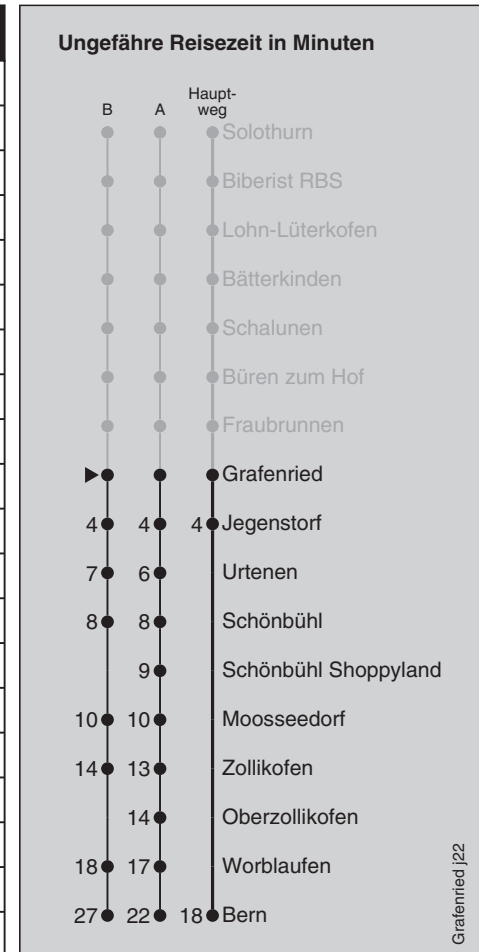 Ungefähre Reisezeit in Minuten
B A Haupt-
weg
Solothurn
Biberist RBS
Lohn-Lüterkofen
Bätterkinden
Schalunen
Büren zum Hof
Fraubrunnen
Grafenried
4 4 4 Jegenstorf
7 6 Urtenen
8 8 Schönbühl
9 Schönbühl Shoppyland
10 10 Moosseedorf
14 13 Zollikofen
14 Oberzollikofen
18 17 Worblaufen
27 22 18 Bern
Grafenried j22